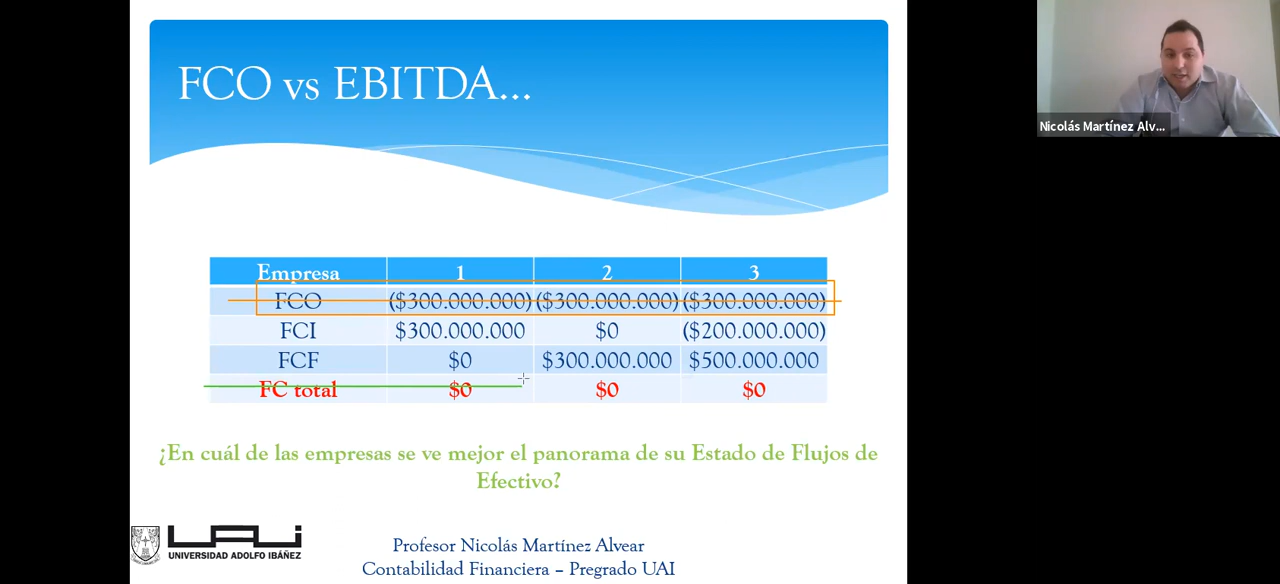 FCO vs EBITDA...
Nicolás Martínez Alv...
Empresa 1 2 3
FCO ($300.000.000) ($300.000.000) ($300.000.000)
FCI $300.000.000 $0 ($200.000.000)
FCF $0 $300.000.000 $500.000.000
FC total $0 $0 $0
¿En cuál de las empresas se ve mejor el panorama de su Estado de Flujos de
Efectivo?
UAI
UNIVERSIDAD ADOLFO IBÁÑEZ
Profesor Nicolás Martínez Alvear
Contabilidad Financiera – Pregrado UAI